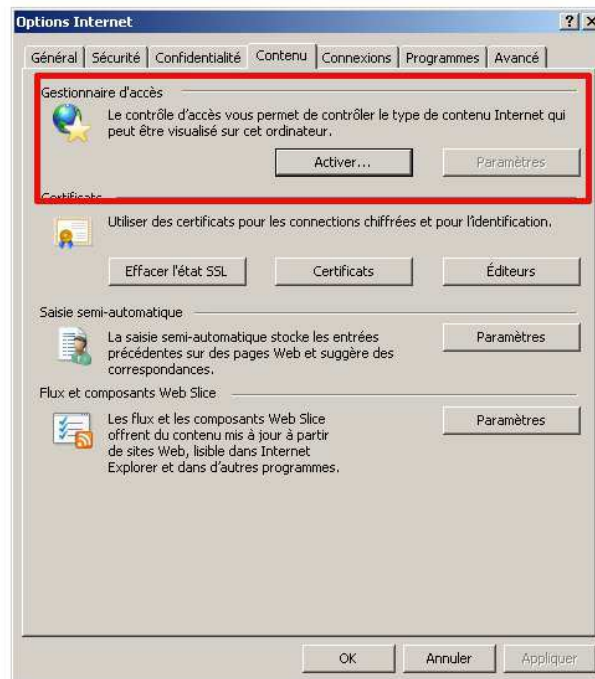 Options Internet
Général Sécurité Confidentialité Contenu Connexions Programmes Avancé
Gestionnaire d'accès
Le contrôle d'accès vous permet de contrôler le type de contenu Internet qui
peut être visualisé sur cet ordinateur.
Activer... Paramètres
Certificats
Utiliser des certificats pour les connections chiffrées et pour l'identification.
Effacer l'état SSL Certificats Éditeurs
Saisie semi-automatique
La saisie semi-automatique stocke les entrées
précédentes sur des pages Web et suggère des
correspondances.
Paramètres
Flux et composants Web Slice
Les flux et les composants Web Slice
offrent du contenu mis à jour à partir
de sites Web, lisible dans Internet
Explorer et dans d'autres programmes.
Paramètres
OK Annuler Appliquer